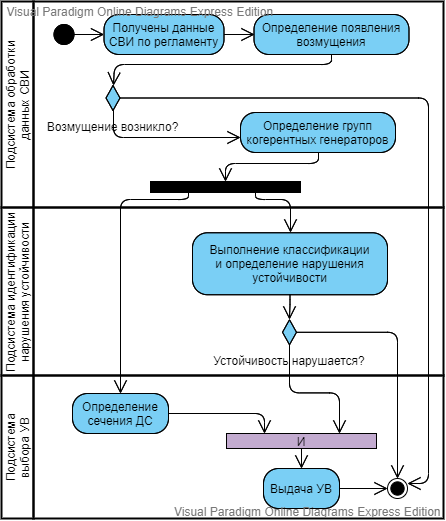 Visual Paradigm Online Diagrams Express Edition
Подсистема обработки
данных СВИ
Получены данные
СВИ по регламенту
Определение появления
возмущения
Возмущение возникло?
Определение групп
когерентных генераторов
Подсистема идентификации
нарушения устойчивости
Выполнение классификации
и определение нарушения
устойчивости
Устойчивость нарушается?
Подсистема
выбора УВ
Определение
сечения ДС
И
Выдача УВ
Visual Paradigm Online Diagrams Express Edition